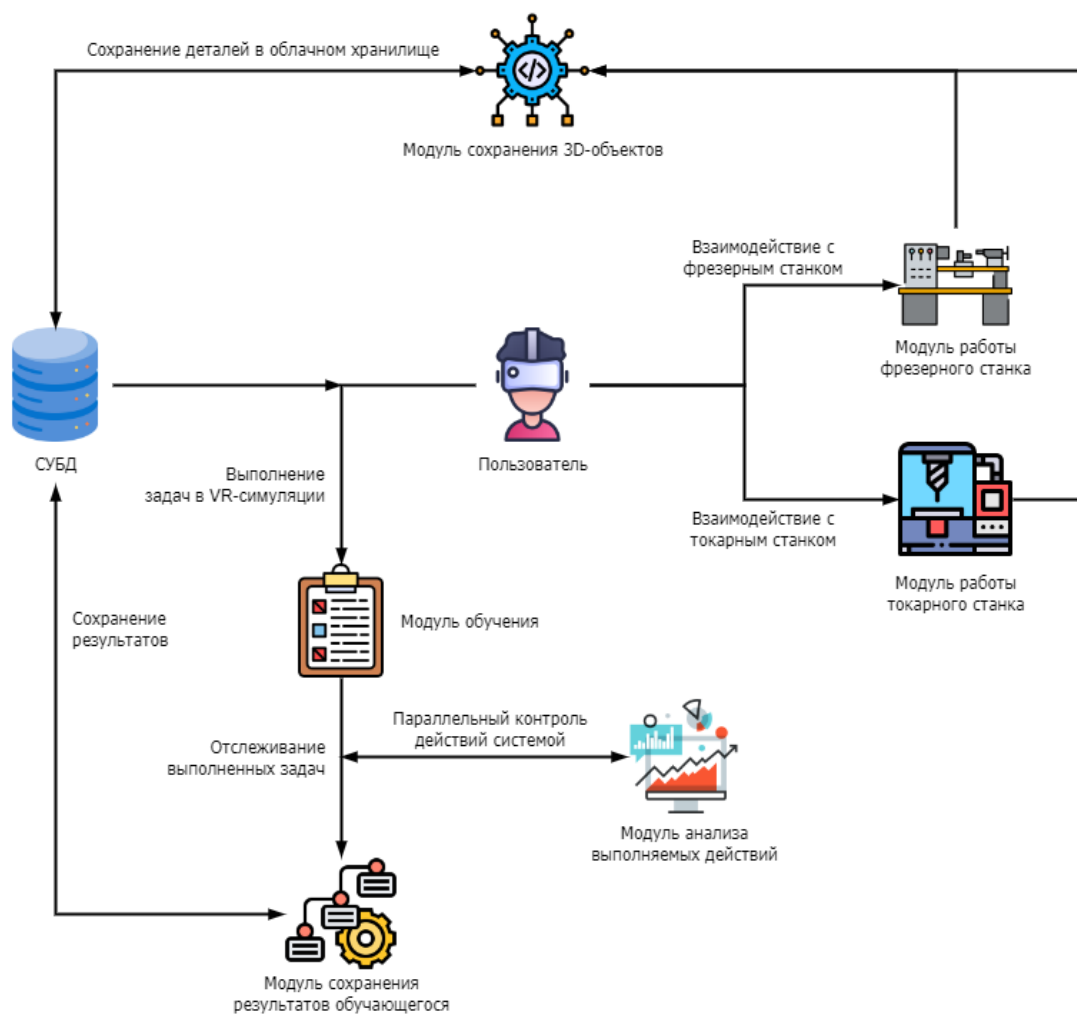 Сохранение деталей в облачном хранилище
Модуль сохранения 3D-объектов
Взаимодействие с
фрезерным станком
Модуль работы
фрезерного станка
СУБД
Пользователь
Выполнение
задач в VR-симуляции
Взаимодействие с
токарным станком
Модуль работы
токарного станка
Сохранение
результатов
Модуль обучения
Параллельный контроль
действий системой
Отслеживание
выполненных задач
Модуль анализа
выполняемых действий
Модуль сохранения
результатов обучающегося